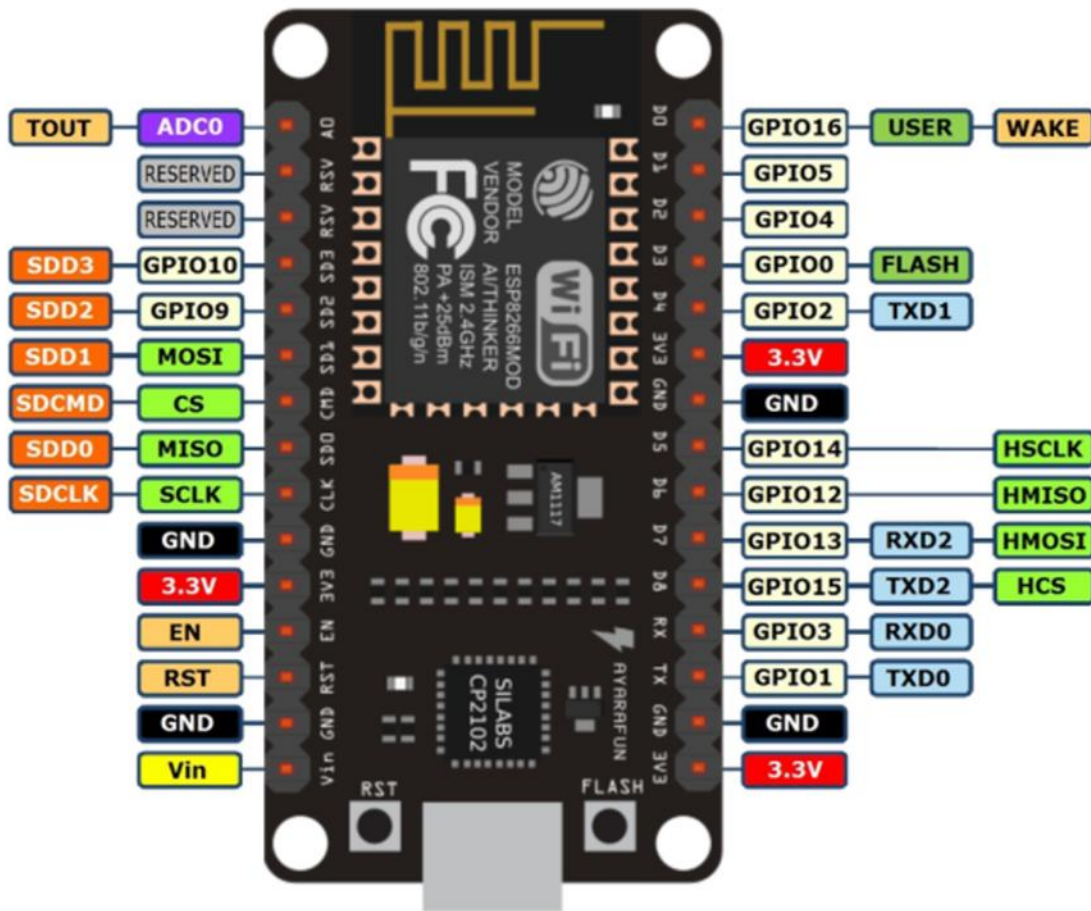 TOUT ADC0 A0 D0 GPIO16 USER WAKE
RESERVED RSV D1 GPIO5
RESERVED RSV D2 GPIO4
SDD3 GPIO10 SD3 D3 GPIO0 FLASH
SDD2 GPIO9 SD2 D4 GPIO2 TXD1
SDD1 MOSI SD1 3V3 3.3V
SDCMD CS CMD GND GND
SDD0 MISO SD0 D5 GPIO14 HSCLK
SDCLK SCLK CLK D6 GPIO12 HMISO
GND GND D7 GPIO13 RXD2 HMOSI
3.3V 3V3 D8 GPIO15 TXD2 HCS
EN EN RX GPIO3 RXD0
RST RST TX GPIO1 TXD0
GND GND GND GND
Vin Vin 3V3 3.3V
MODEL ESP8266MOD
VENDOR AI/THINKER
ISM 2.4GHz
PA +25dBm
802.11b/g/n
FC
WiFi
AM1117
SILABS
CP2102
AYARAFUN
RST
FLASH